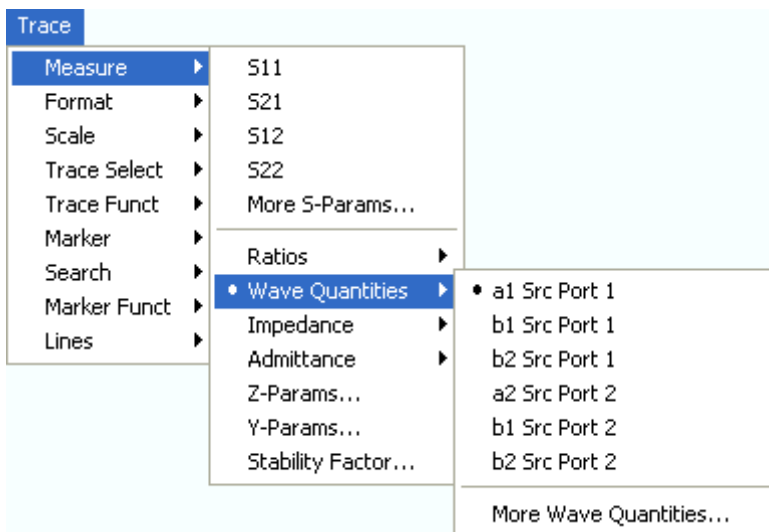 Trace
Measure
Format
Scale
Trace Select
Trace Funct
Marker
Search
Marker Funct
Lines
S11
S21
S12
S22
More S-Params...
Ratios
• Wave Quantities
Impedance
Admittance
Z-Params...
Y-Params...
Stability Factor...
• a1 Src Port 1
b1 Src Port 1
b2 Src Port 1
a2 Src Port 2
b1 Src Port 2
b2 Src Port 2
More Wave Quantities...